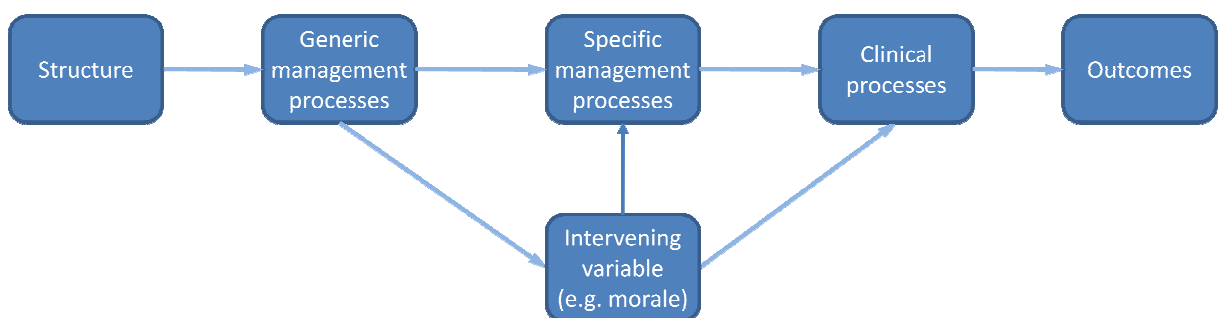 Structure
Generic
management
processes
Specific
management
processes
Clinical
processes
Outcomes
Intervening
variable
(e.g. morale)